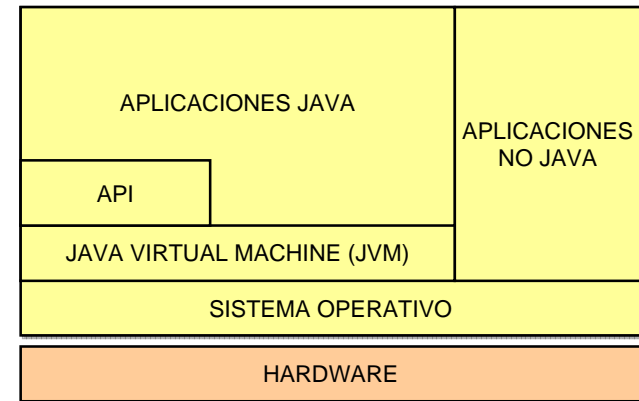 APLICACIONES JAVA
APLICACIONES
NO JAVA
API
JAVA VIRTUAL MACHINE (JVM)
SISTEMA OPERATIVO
HARDWARE